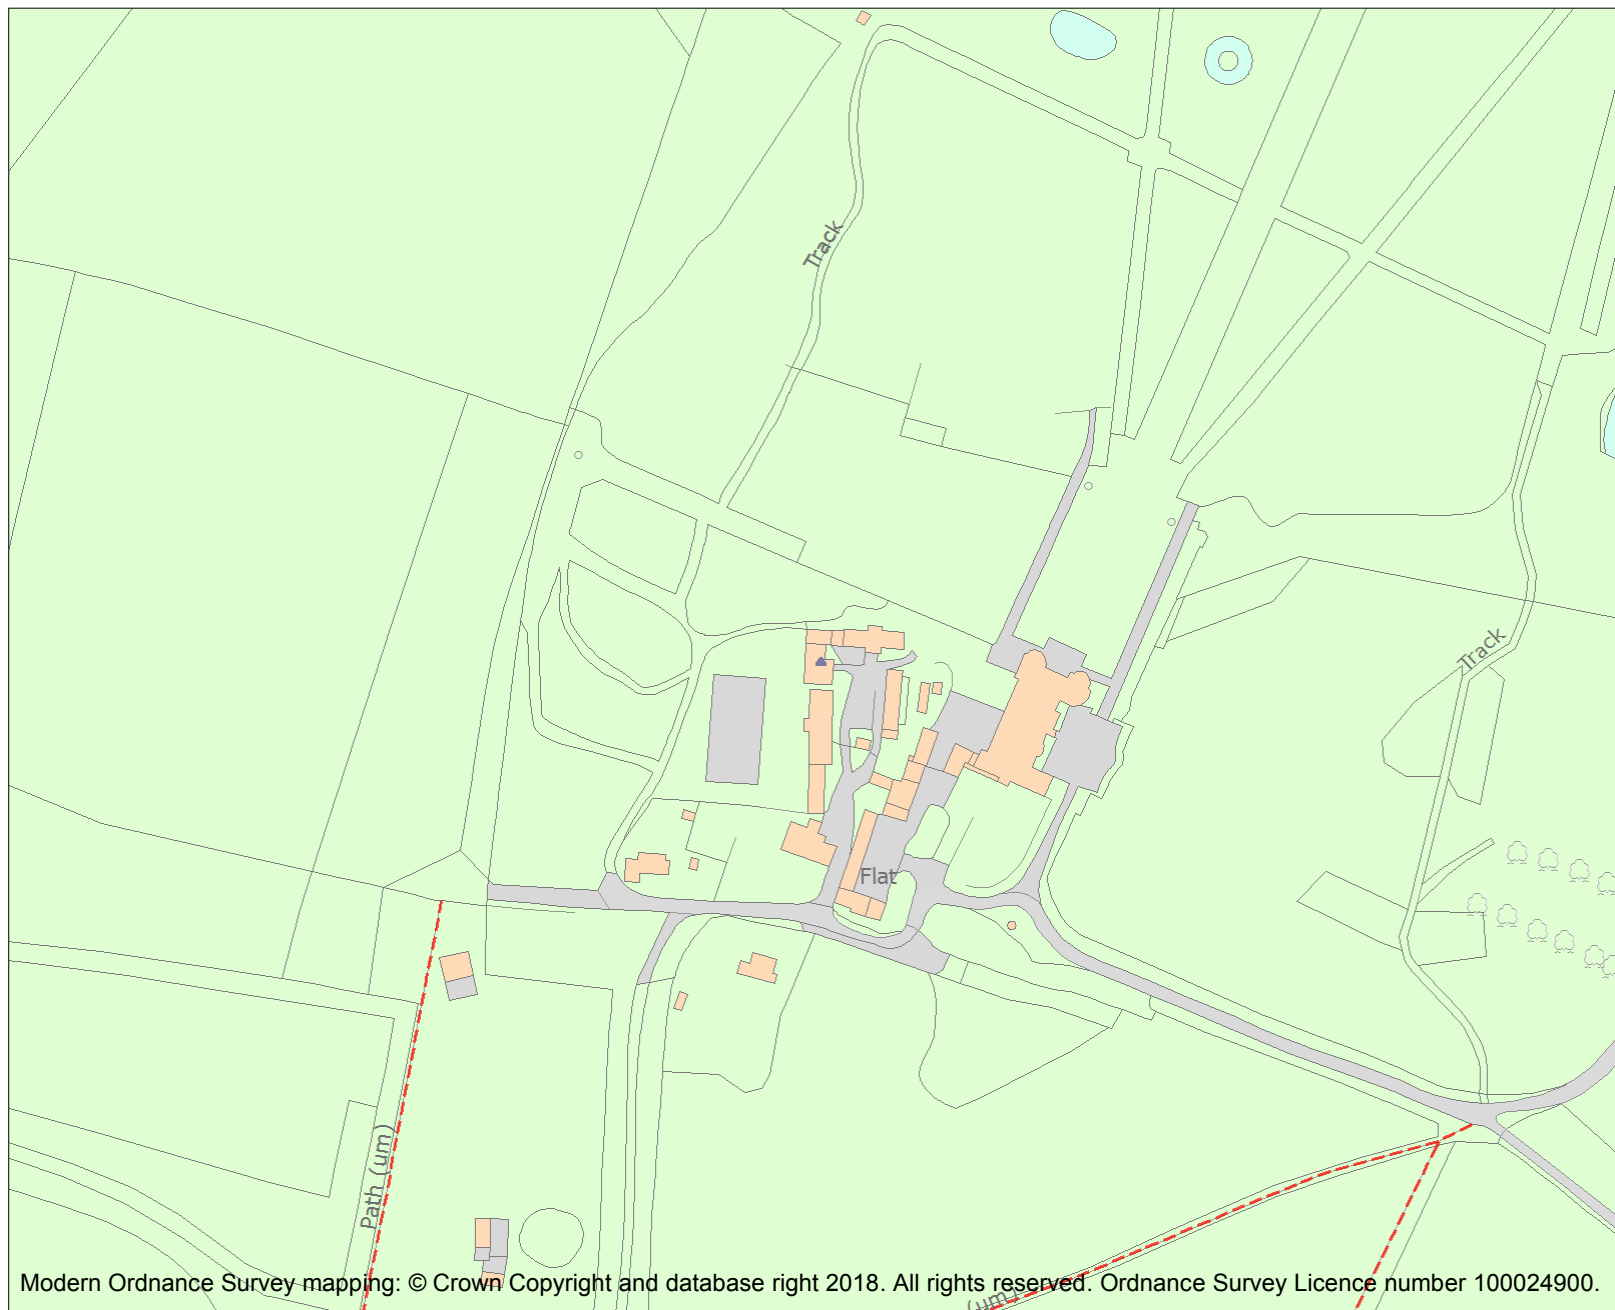 Track
Track
Flat
Path (um)
(um)
Modern Ordnance Survey mapping: © Crown Copyright and database right 2018. All rights reserved. Ordnance Survey Licence number 100024900.